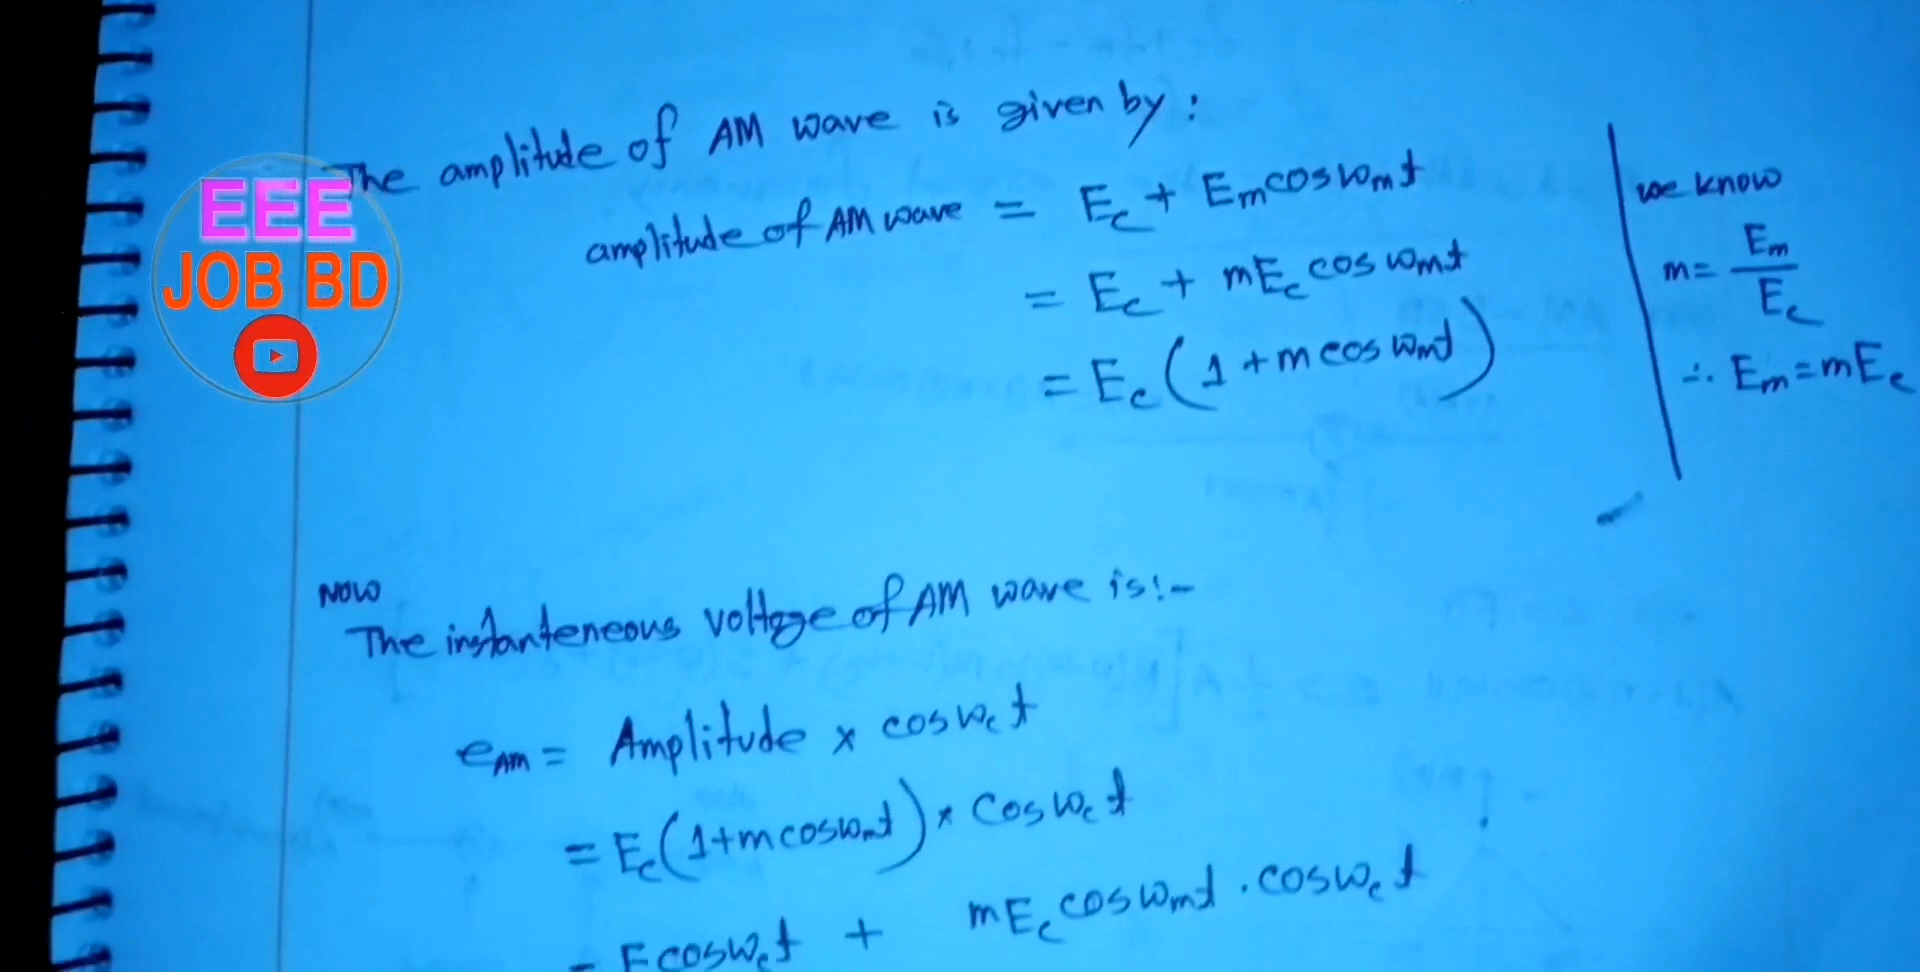 The amplitude of AM wave is given by:
amplitude of AM wave = Ec + Em cos ωmt
= Ec + mEc cos ωmt
= Ec (1 + m cos ωmt)
we know
m = Em/Ec
∴ Em = mEc
EEE
JOB BD
Now
The instanteneous voltage of AM wave is:-
eAM = Amplitude × cos ωct
= Ec (1 + m cos ωmt) × Cos ωct
= Ecosωct + mEc cos ωmt . cos ωct